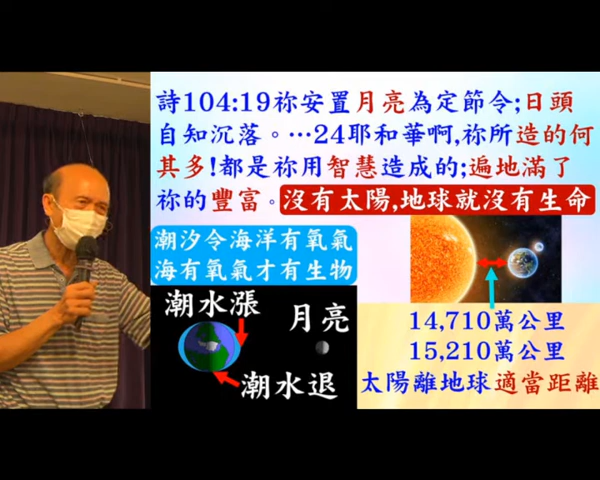 詩104:19祢安置月亮為定節令;日頭
自知沉落。…24耶和華啊,祢所造的何
其多!都是祢用智慧造成的;遍地滿了
祢的豐富。沒有太陽,地球就沒有生命
潮汐令海洋有氧氣
海有氧氣才有生物
潮水漲
月亮
潮水退
14,710萬公里
15,210萬公里
太陽離地球適當距離